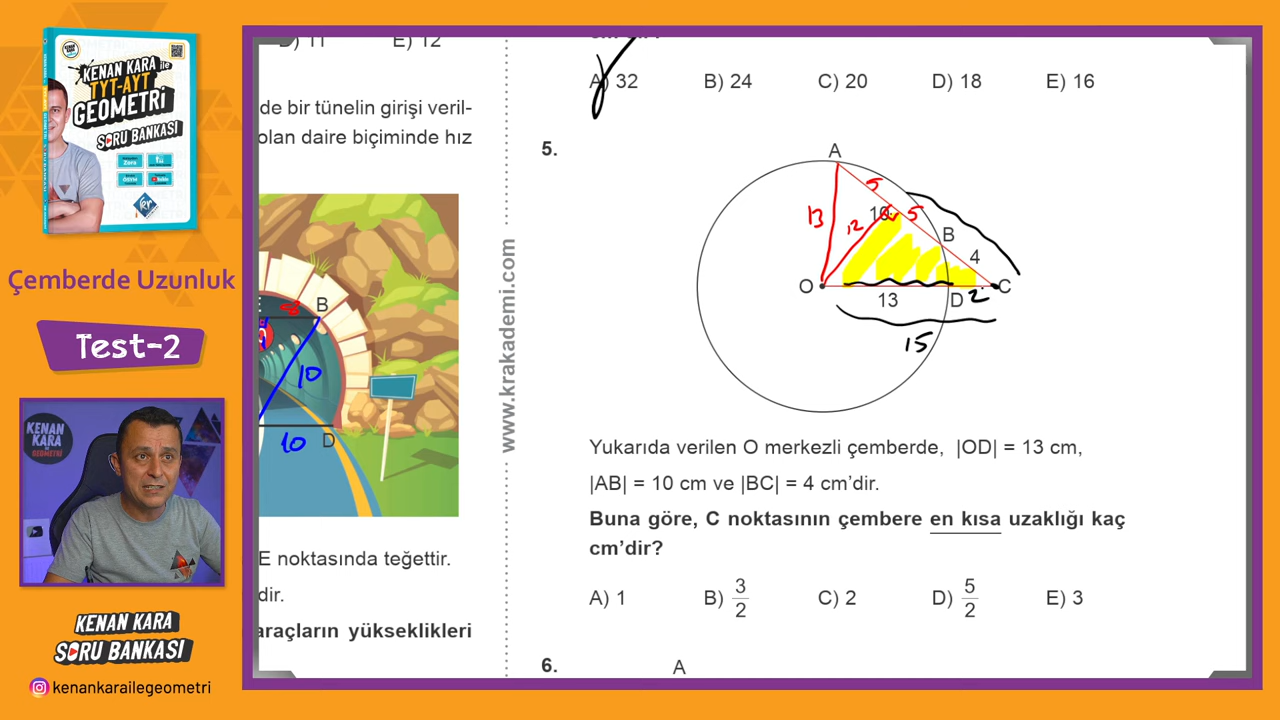 KENAN KARA ile
TYT-AYT
GEOMETRİ
SORU BANKASI
kr
Çemberde Uzunluk
Test-2
KENAN
KARA
GEOMETRİ
KENAN KARA
SORU BANKASI
kenankarailegeometri
D) 11 E) 12
de bir tünelin girişi veril-
olan daire biçiminde hız
E
8
B
10
10
D
E noktasında teğettir.
dir.
araçların yükseklikleri
www.krakademi.com
A) 32 B) 24 C) 20 D) 18 E) 16
5.
A
5
13
10
5
12
B
4
O
13
D
2
C
15
Yukarıda verilen O merkezli çemberde, |OD| = 13 cm,
|AB| = 10 cm ve |BC| = 4 cm'dir.
Buna göre, C noktasının çembere en kısa uzaklığı kaç
cm'dir?
A) 1 B) 3/2 C) 2 D) 5/2 E) 3
6.
A